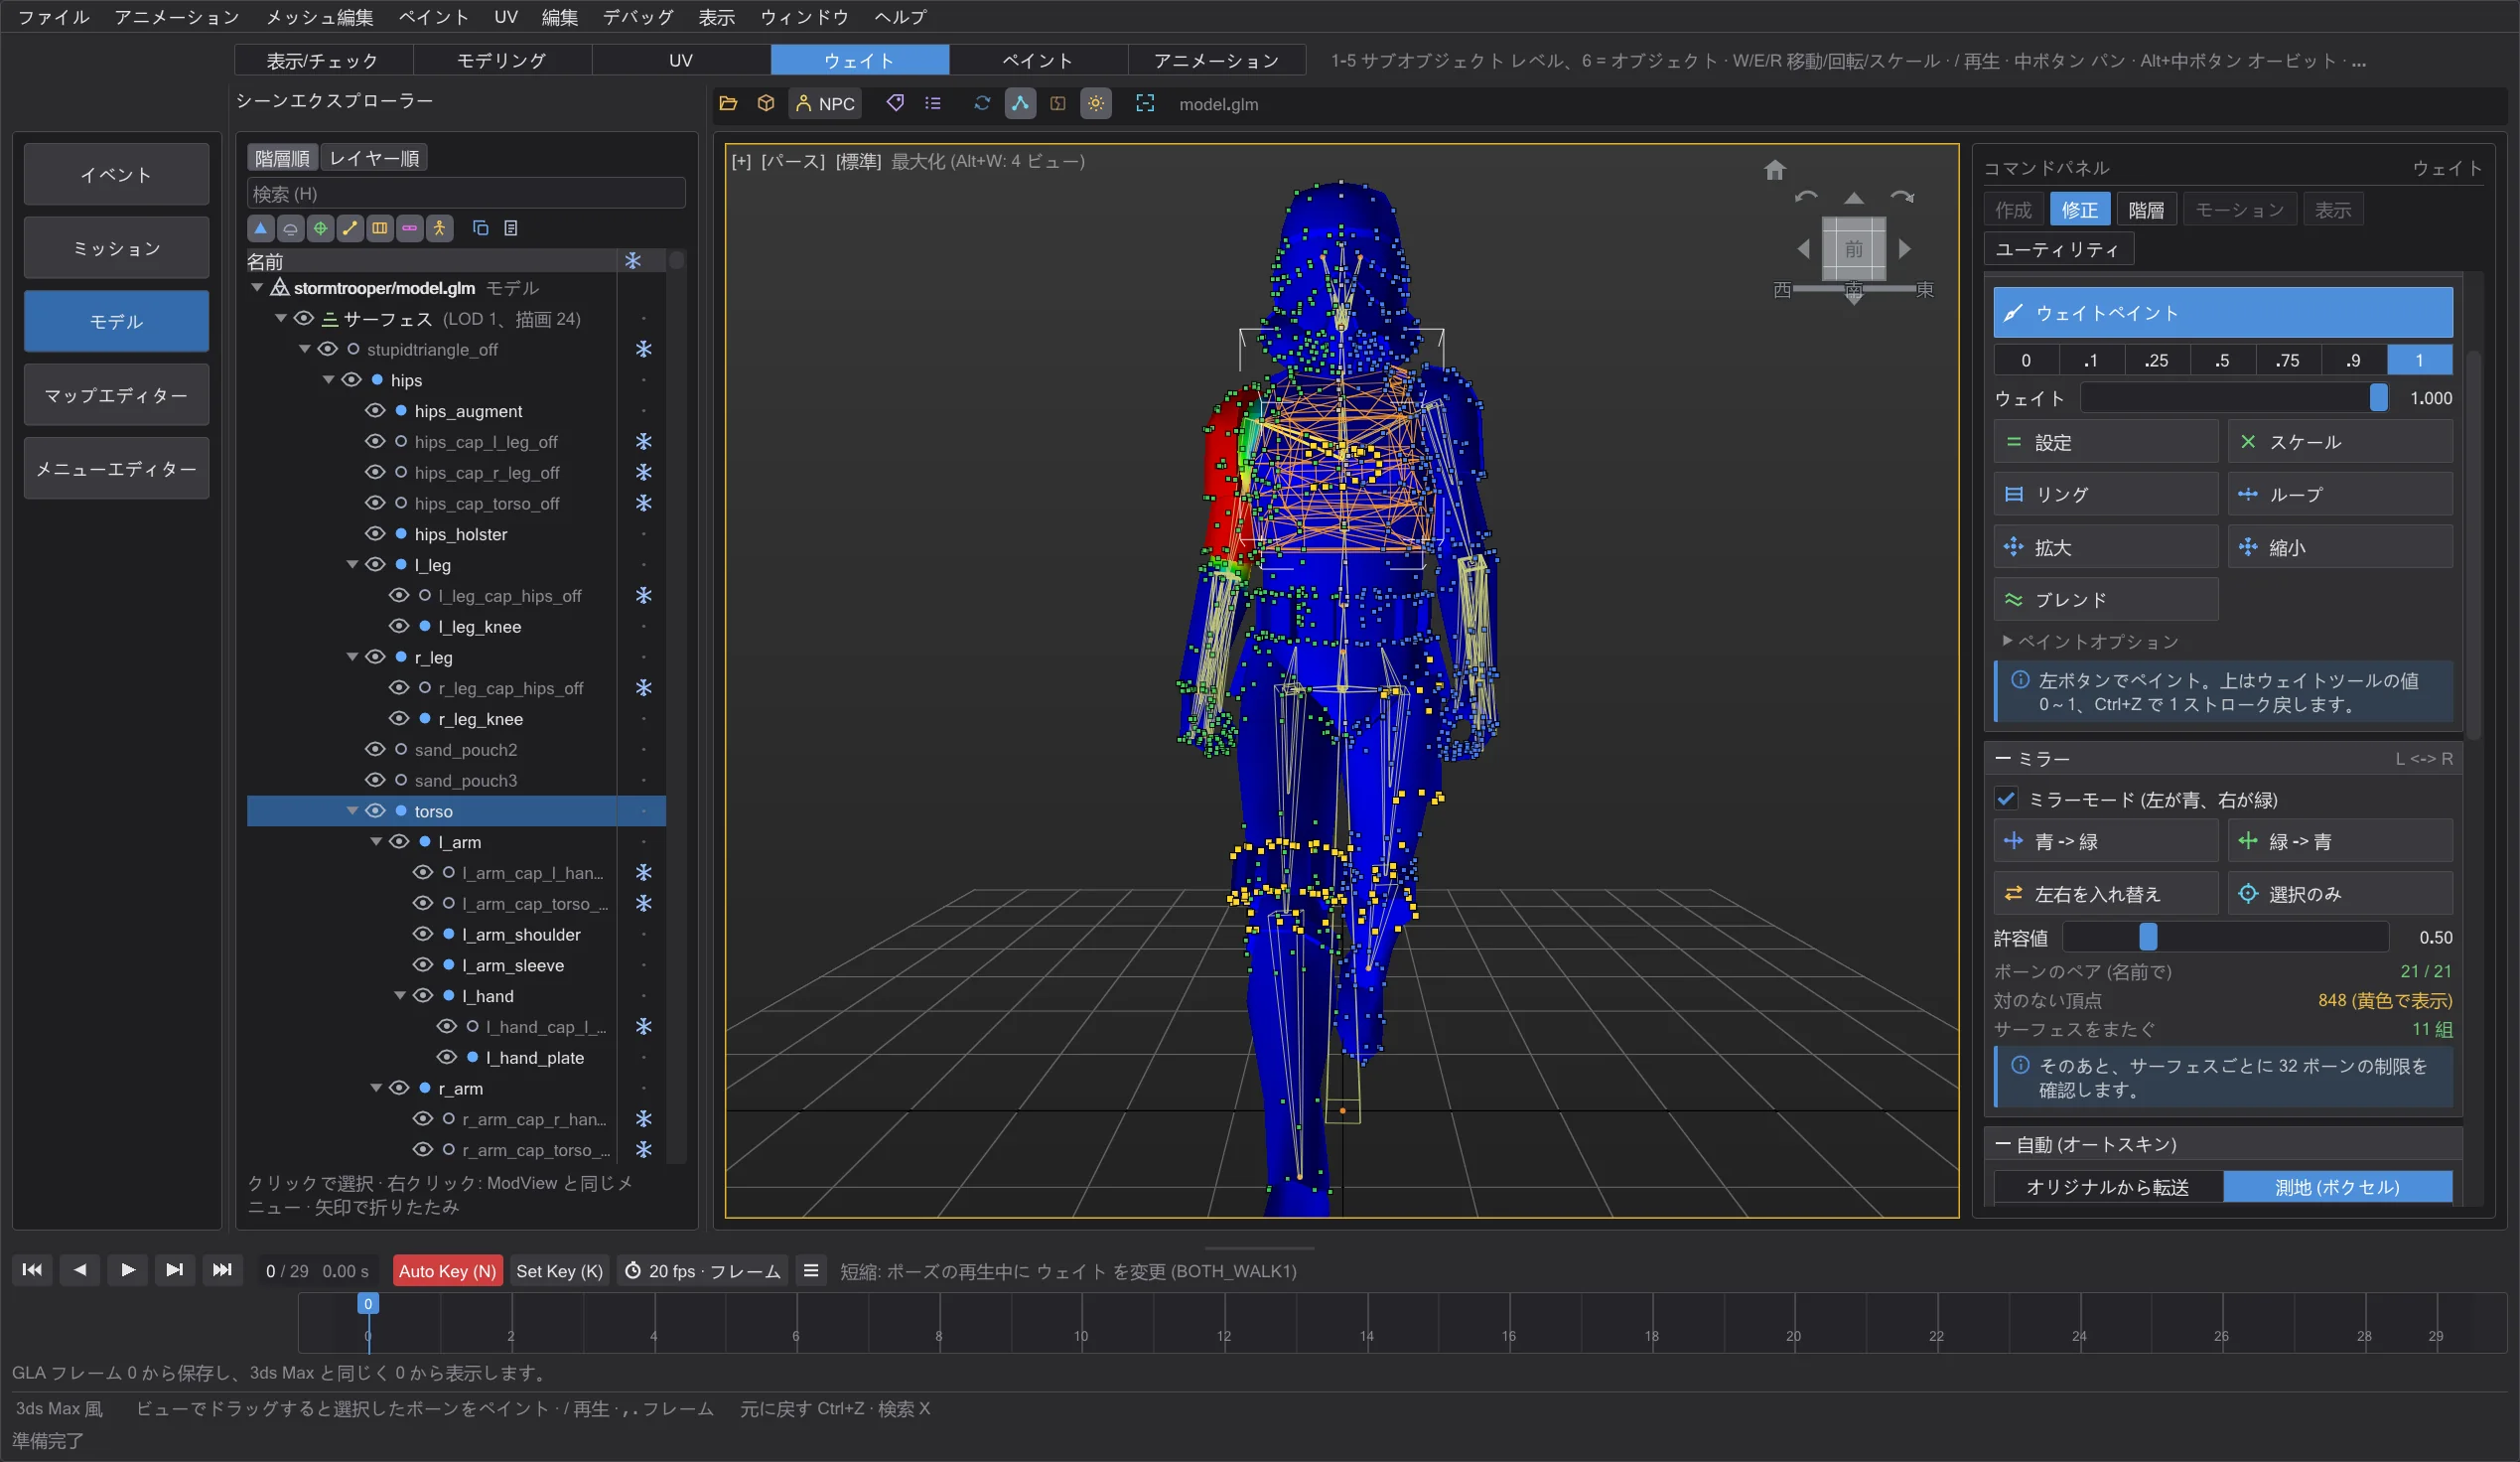 ファイル アニメーション メッシュ編集 ペイント UV 編集 デバッグ 表示 ウィンドウ ヘルプ
表示/チェック モデリング UV ウェイト ペイント アニメーション 1-5 サブオブジェクト レベル、6 = オブジェクト · W/E/R 移動/回転/スケール · / 再生 · 中ボタン パン · Alt+中ボタン オービット · ...
シーンエクスプローラー
NPC model.glm
イベント
ミッション
モデル
マップエディター
メニューエディター
階層順 レイヤー順
検索 (H)
名前
stormtrooper/model.glm モデル
サーフェス (LOD 1、描画 24)
stupidtriangle_off
hips
hips_augment
hips_cap_l_leg_off
hips_cap_r_leg_off
hips_cap_torso_off
hips_holster
l_leg
l_leg_cap_hips_off
l_leg_knee
r_leg
r_leg_cap_hips_off
r_leg_knee
sand_pouch2
sand_pouch3
torso
l_arm
l_arm_cap_l_han...
l_arm_cap_torso_...
l_arm_shoulder
l_arm_sleeve
l_hand
l_hand_cap_l_...
l_hand_plate
r_arm
r_arm_cap_r_han...
r_arm_cap_torso_...
クリックで選択 · 右クリック: ModView と同じメ
ニュー · 矢印で折りたたみ
[+] [パース] [標準] 最大化 (Alt+W: 4 ビュー)
前
西 南 東
コマンドパネル ウェイト
作成 修正 階層 モーション 表示
ユーティリティ
ウェイトペイント
0 .1 .25 .5 .75 .9 1
ウェイト 1.000
設定 スケール
リング ループ
拡大 縮小
ブレンド
ペイントオプション
左ボタンでペイント。上はウェイトツールの値
0～1、Ctrl+Z で 1 ストローク戻します。
ミラー L <-> R
ミラーモード (左が青、右が緑)
青 -> 緑 緑 -> 青
左右を入れ替え 選択のみ
許容値 0.50
ボーンのペア (名前で) 21 / 21
対のない頂点 848 (黄色で表示)
サーフェスをまたぐ 11 組
そのあと、サーフェスごとに 32 ボーンの制限を
確認します。
自動 (オートスキン)
オリジナルから転送 測地 (ボクセル)
0 / 29 0.00 s Auto Key (N) Set Key (K) 20 fps · フレーム 短縮: ポーズの再生中に ウェイト を変更 (BOTH_WALK1)
0
0 2 4 6 8 10 12 14 16 18 20 22 24 26 28 29
GLA フレーム 0 から保存し、3ds Max と同じく 0 から表示します。
3ds Max 風 ビューでドラッグすると選択したボーンをペイント · / 再生 · , . フレーム 元に戻す Ctrl+Z · 検索 X
準備完了